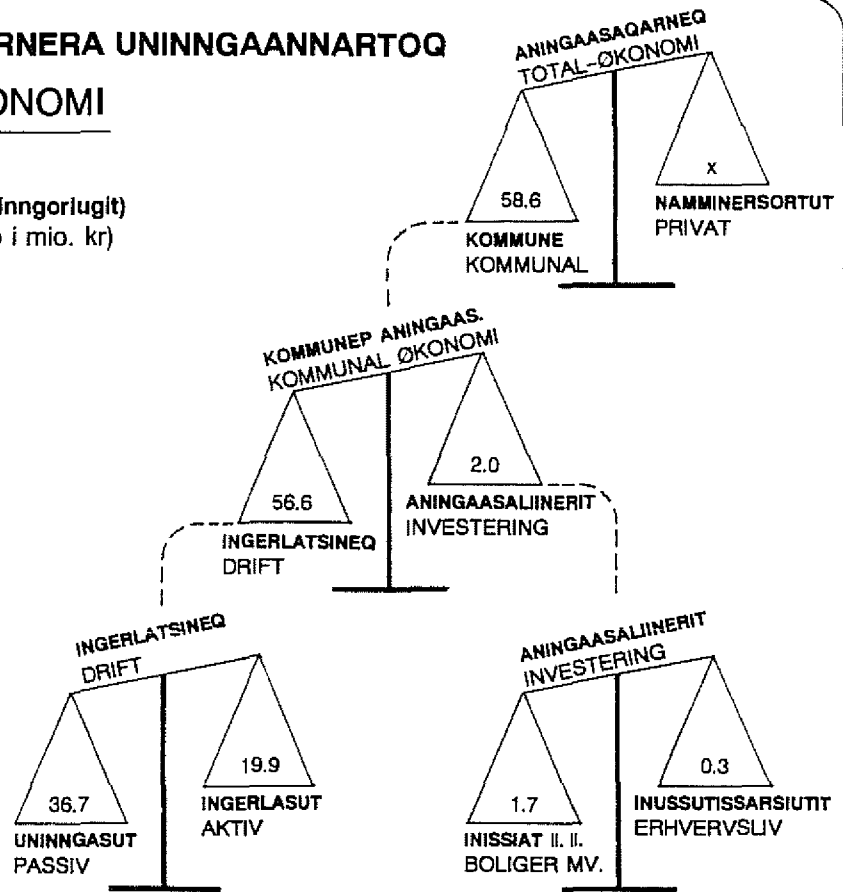 RNERA UNINNGAANNARTOQ
ONOMI
inngorlugit)
i mio. kr)
ANINGAASAQARNEQ
TOTAL-ØKONOMI
58.6
KOMMUNE
KOMMUNAL
x
NAMMINERSORTUT
PRIVAT
KOMMUNEP ANINGAAS.
KOMMUNAL ØKONOMI
56.6
INGERLATSINEQ
DRIFT
2.0
ANINGAASALIINERIT
INVESTERING
INGERLATSINEQ
DRIFT
36.7
UNINNGASUT
PASSIV
19.9
INGERLASUT
AKTIV
ANINGAASALIINERIT
INVESTERING
1.7
INISSIAT II. II.
BOLIGER MV.
0.3
INUSSUTISSARSIUTIT
ERHVERVSLIV